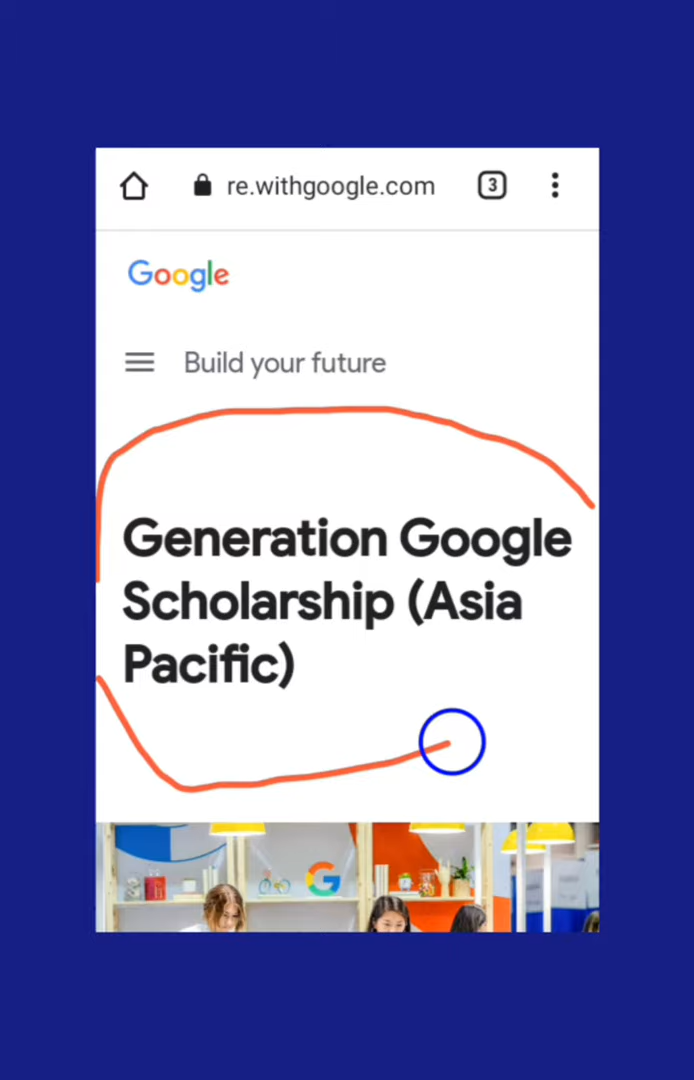 re.withgoogle.com 3
Google
Build your future
Generation Google
Scholarship (Asia
Pacific)
G